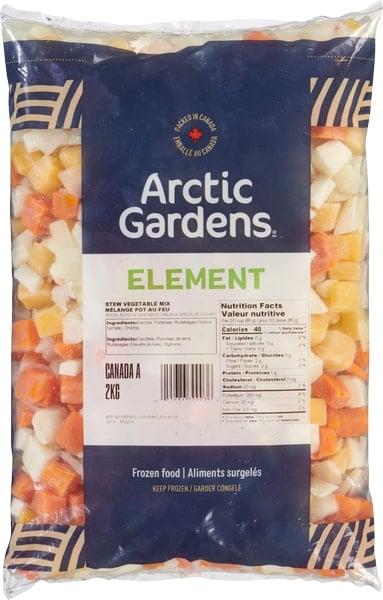 PACKED IN CANADA
EMBALLÉ AU CANADA
Arctic
Gardens®
ELEMENT
STEW VEGETABLE MIX
MÉLANGE POT-AU-FEU
Ingredients: Carrots, Potatoes, Rutabagas (Yellow
turnips), Onions.
Ingrédients: Carottes, Pommes de terre,
Rutabagas (Navets jaunes), Oignons.
CANADA A
2KG
Nutrition Facts
Valeur nutritive
Calories 40
% Daily Value
Fat / Lipides 0 g 0 %
Saturated / saturés 0 g
+ Trans / trans 0 g
0 %
Carbohydrate / Glucides 9 g
Fibre / Fibres 2 g
Sugars / Sucres
Protein / Protéines 1 g
Cholesterol / Cholestérol 0 mg
Sodium 20 mg
Potassium 200 mg
Calcium 20 mg
Iron / Fer
Frozen food | Aliments surgelés
KEEP FROZEN / GARDER CONGELÉ